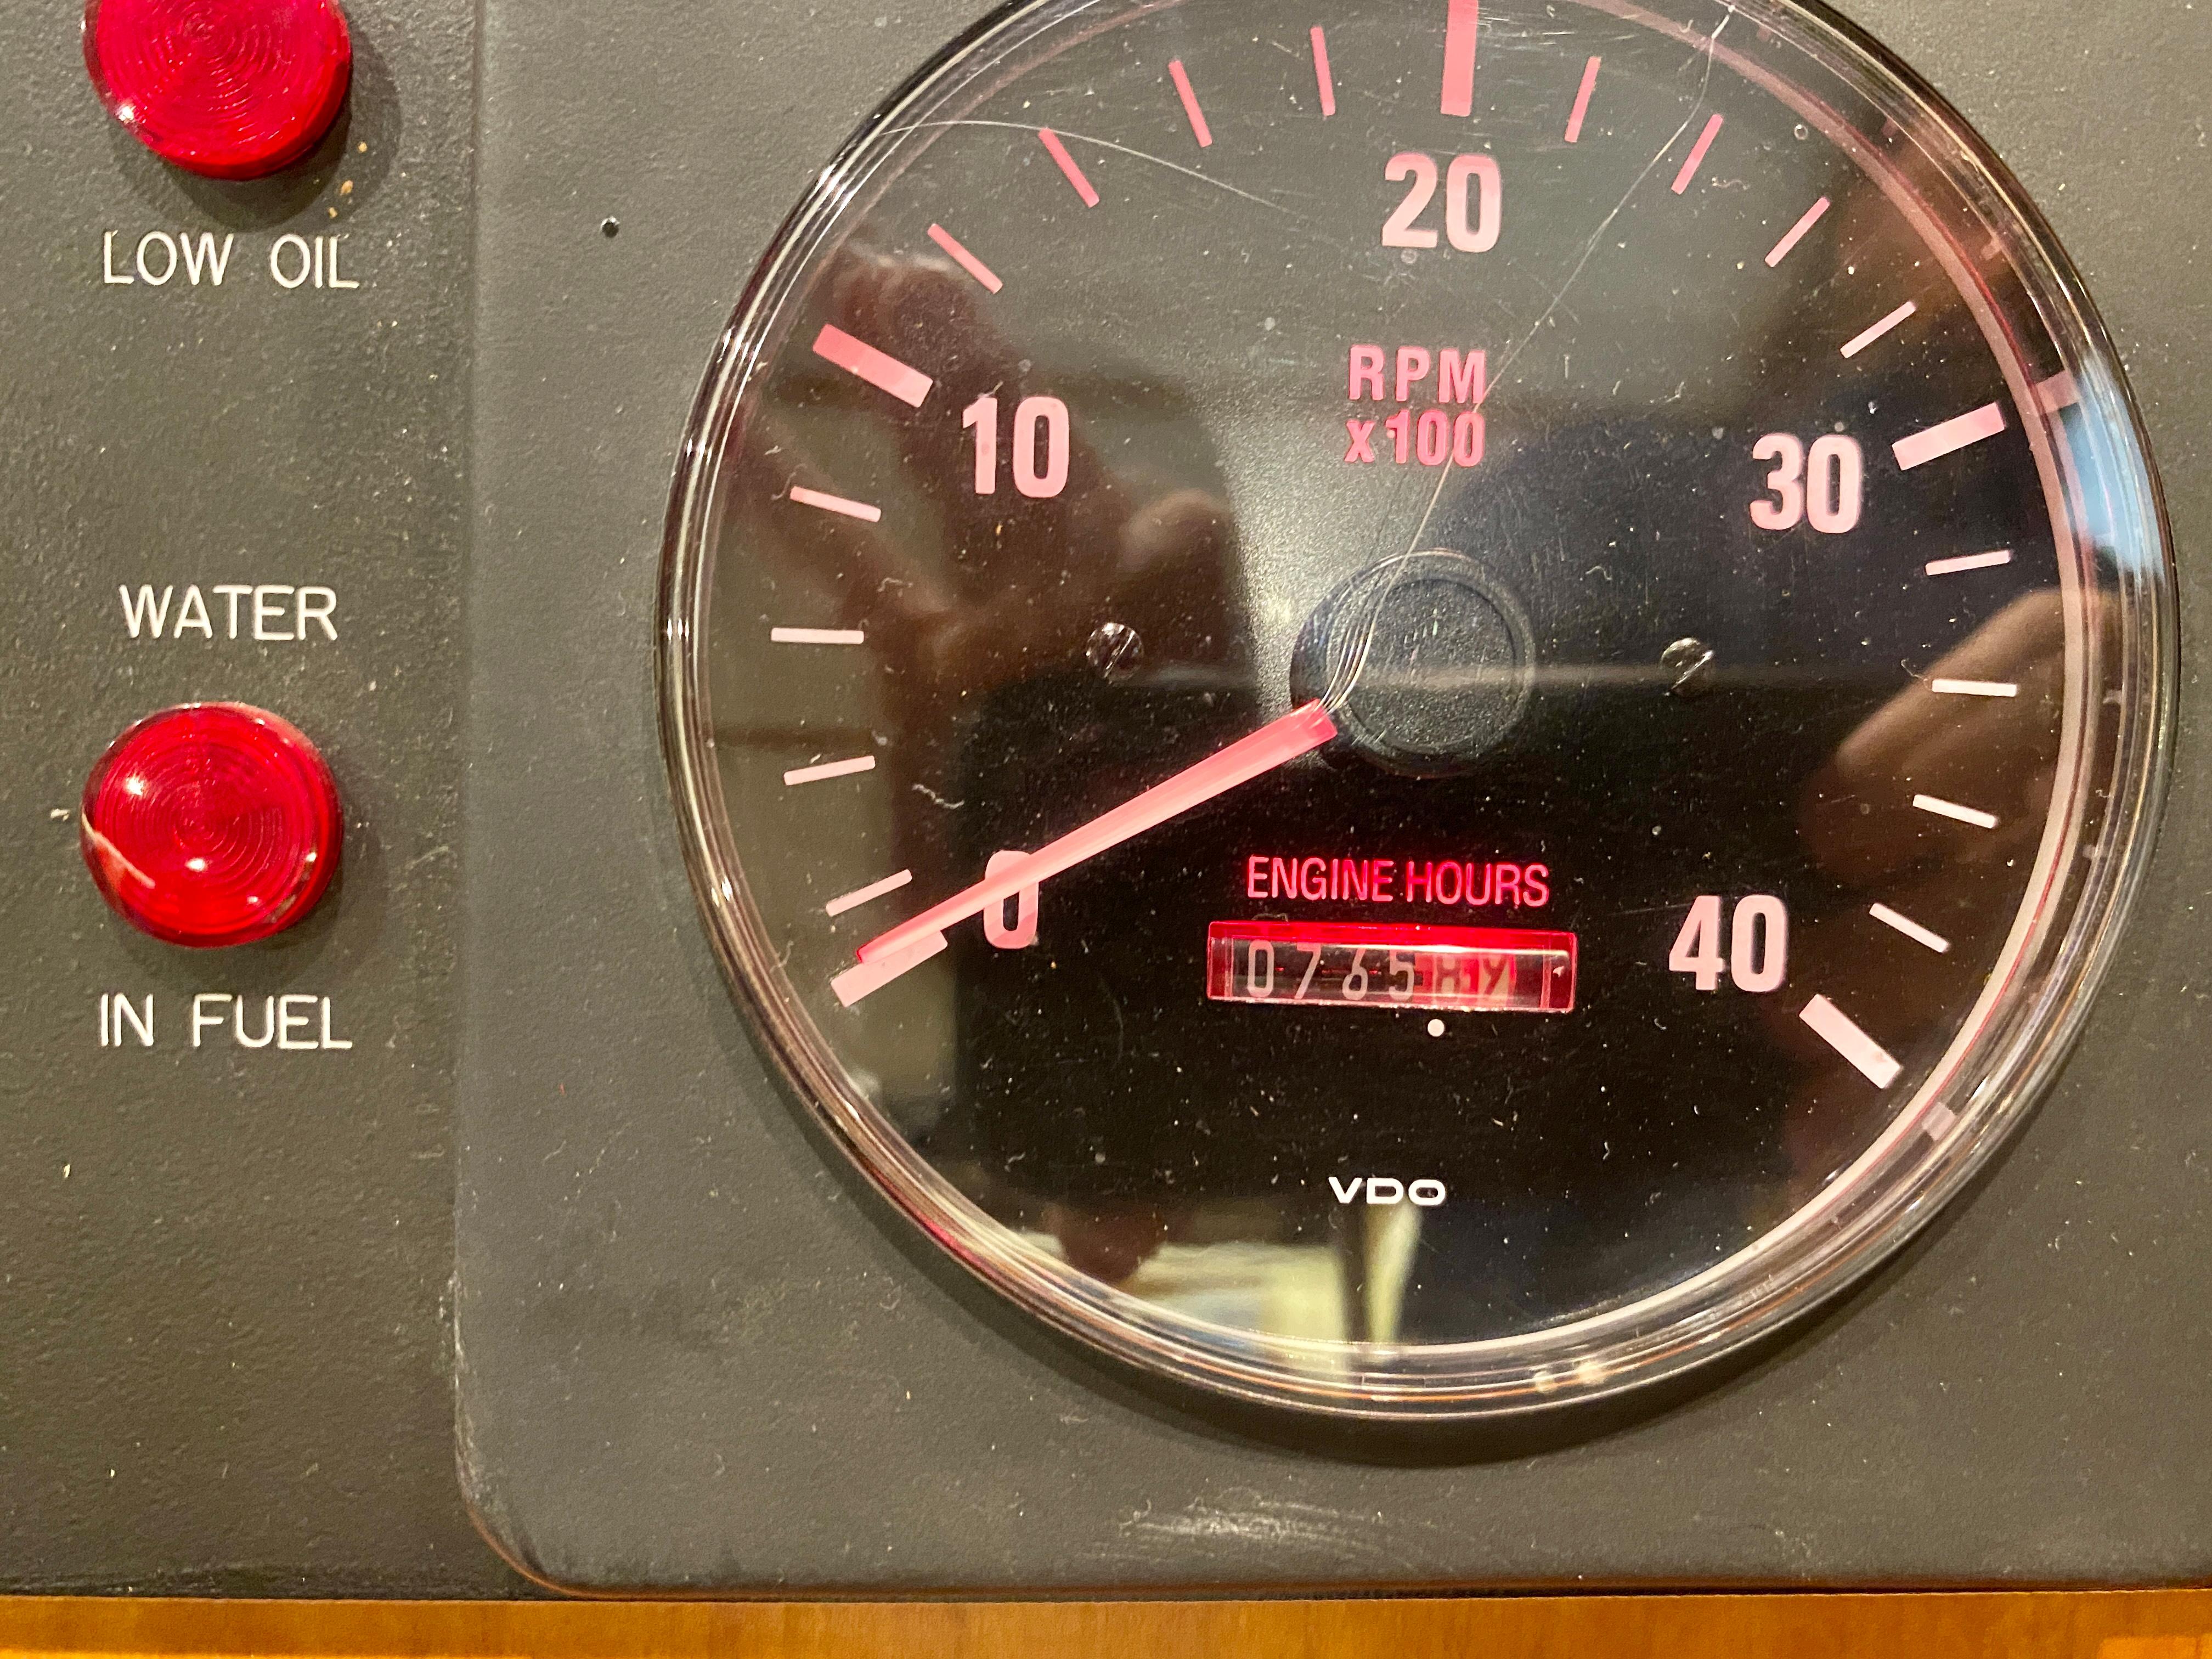 LOW OIL
WATER
IN FUEL
20
RPM
x100
10
30
0
ENGINE HOURS
0765
40
VDO